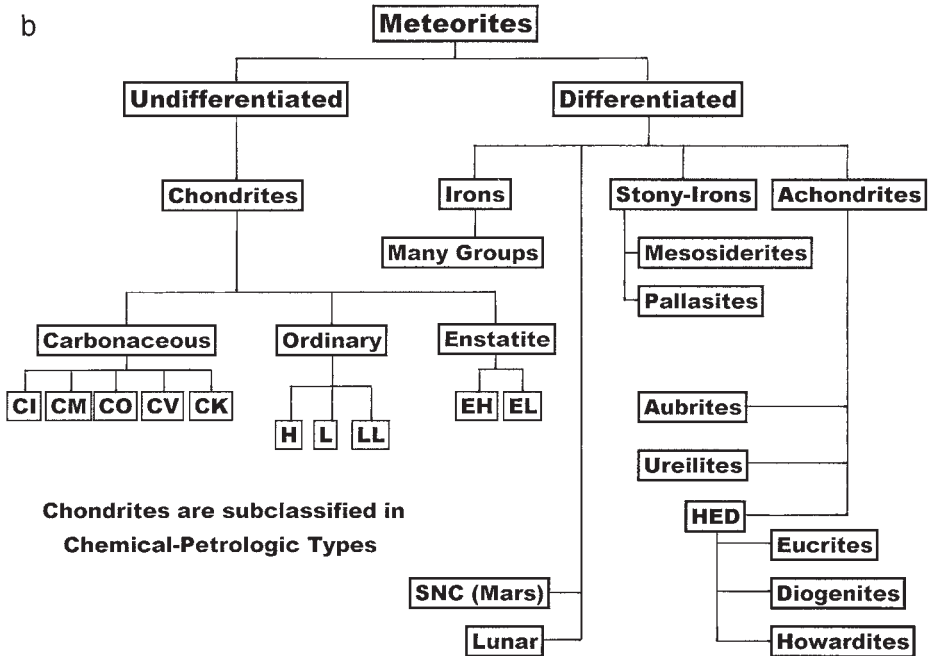 b
Meteorites
Undifferentiated
Differentiated
Chondrites
Irons
Stony-Irons
Achondrites
Many Groups
Mesosiderites
Pallasites
Carbonaceous
Ordinary
Enstatite
CI
CM
CO
CV
CK
H
L
LL
EH
EL
Aubrites
Ureilites
HED
Eucrites
Diogenites
Howardites
SNC (Mars)
Lunar
Chondrites are subclassified in
Chemical-Petrologic Types